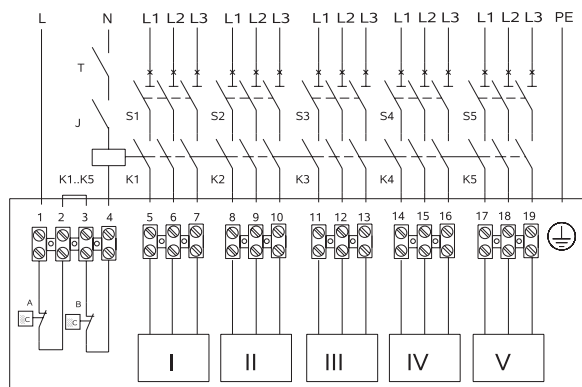 L N L1 L2 L3 L1 L2 L3 L1 L2 L3 L1 L2 L3 L1 L2 L3 PE
T
S1 S2 S3 S4 S5
J
K1..K5 K1 K2 K3 K4 K5
1 2 3 4 5 6 7 8 9 10 11 12 13 14 15 16 17 18 19
A B
C C
I II III IV V